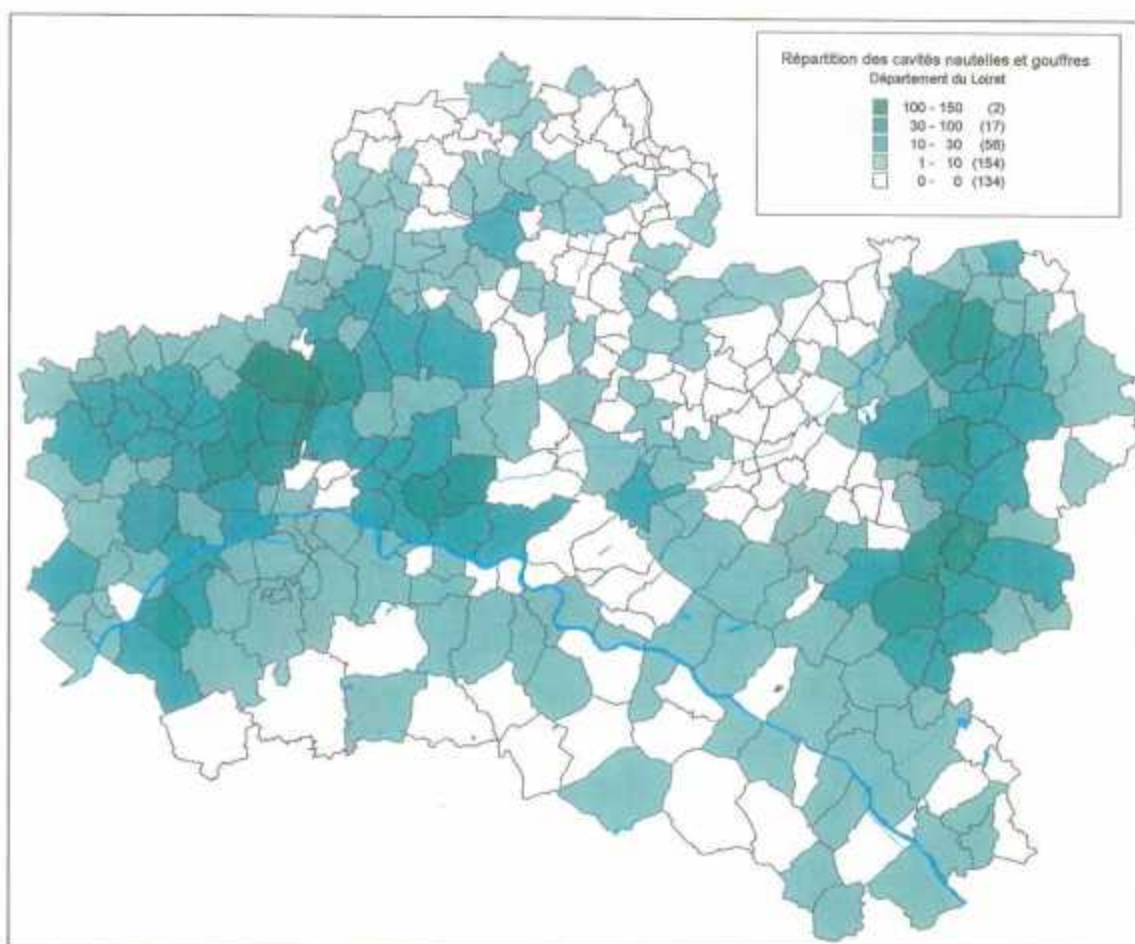 Répartition des cavités nautelles et gouffres
Département du Loiret
100 - 150 (2)
30 - 100 (17)
10 - 30 (56)
1 - 10 (154)
0 - 0 (134)